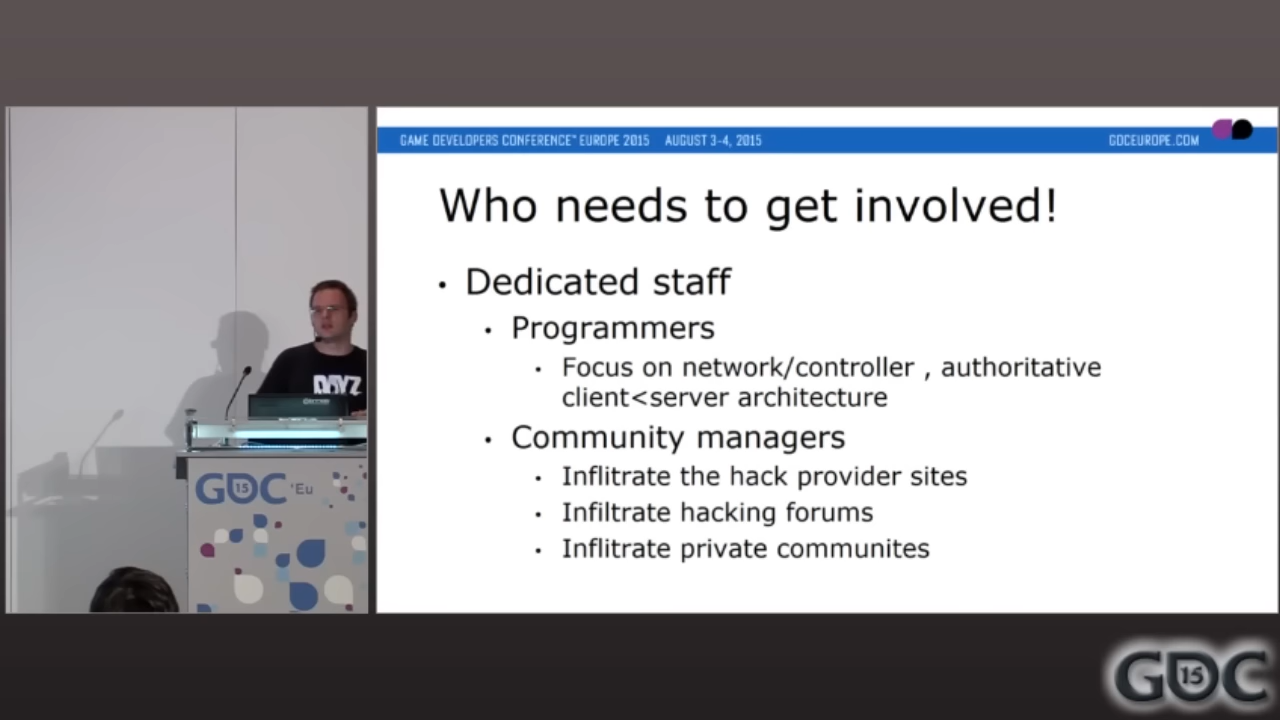 GAME DEVELOPERS CONFERENCE™ EUROPE 2015 AUGUST 3-4, 2015 GDCEUROPE.COM
Who needs to get involved!
• Dedicated staff
• Programmers
• Focus on network/controller , authoritative
client<server architecture
• Community managers
• Inflitrate the hack provider sites
• Infiltrate hacking forums
• Inflitrate private communites
DAYZ
GDC 15 'Eu
GDC 15